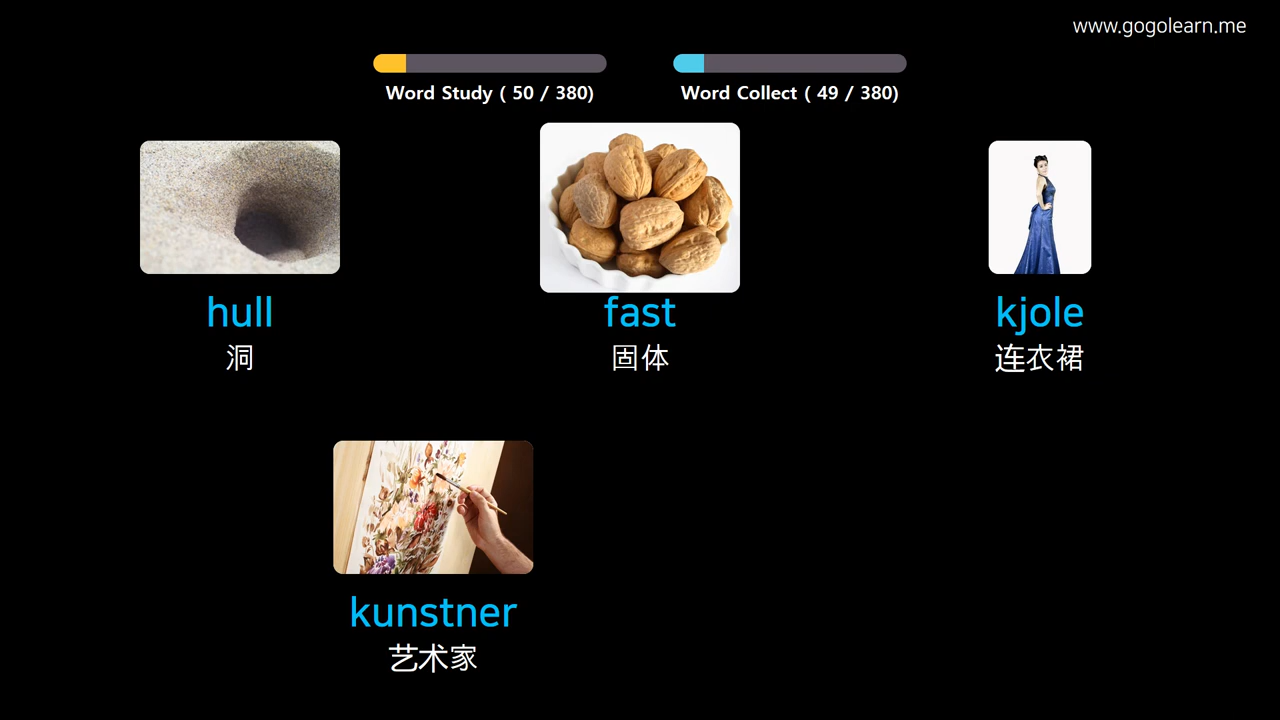 www.gogolearn.me
Word Study ( 50 / 380)
Word Collect ( 49 / 380)
hull
fast
kjole
洞
固体
连衣裙
kunstner
艺术家